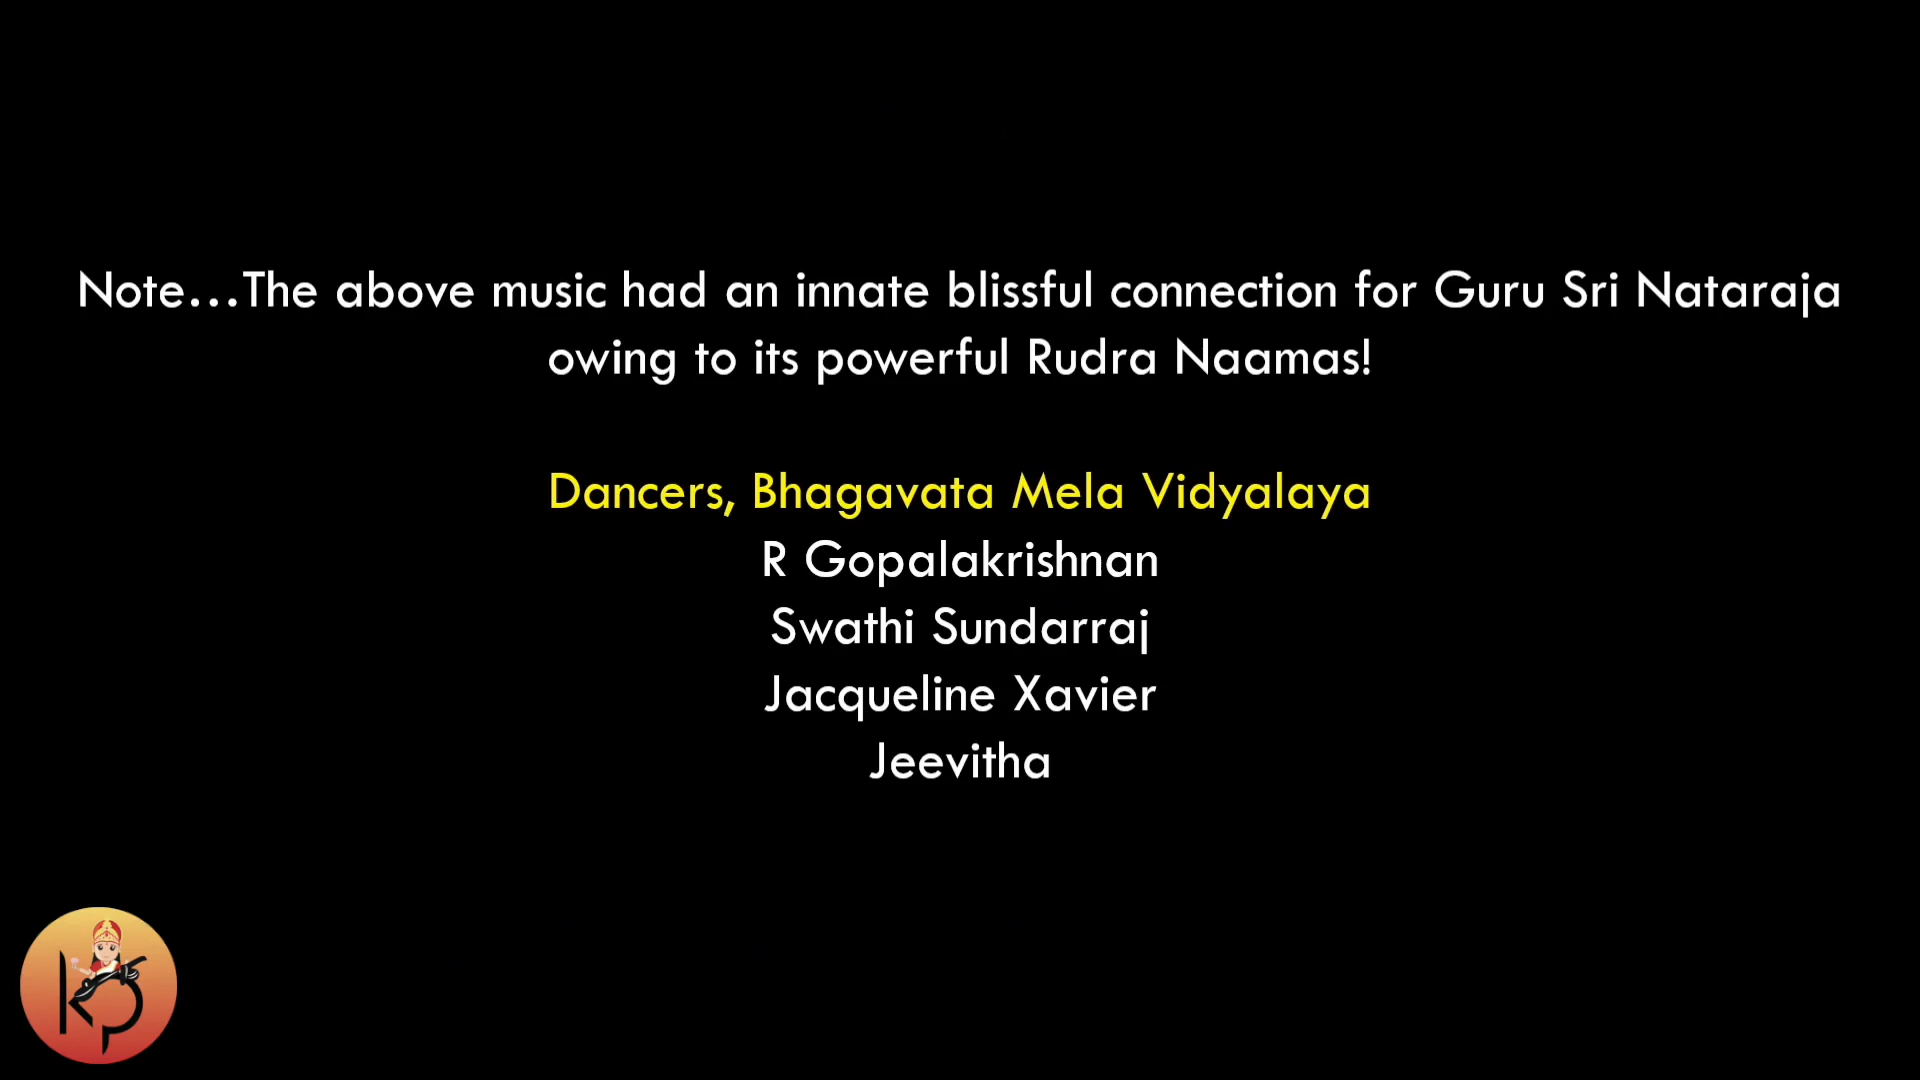 Note...The above music had an innate blissful connection for Guru Sri Nataraja
owing to its powerful Rudra Naamas!
Dancers, Bhagavata Mela Vidyalaya
R Gopalakrishnan
Swathi Sundarraj
Jacqueline Xavier
Jeevitha
kp